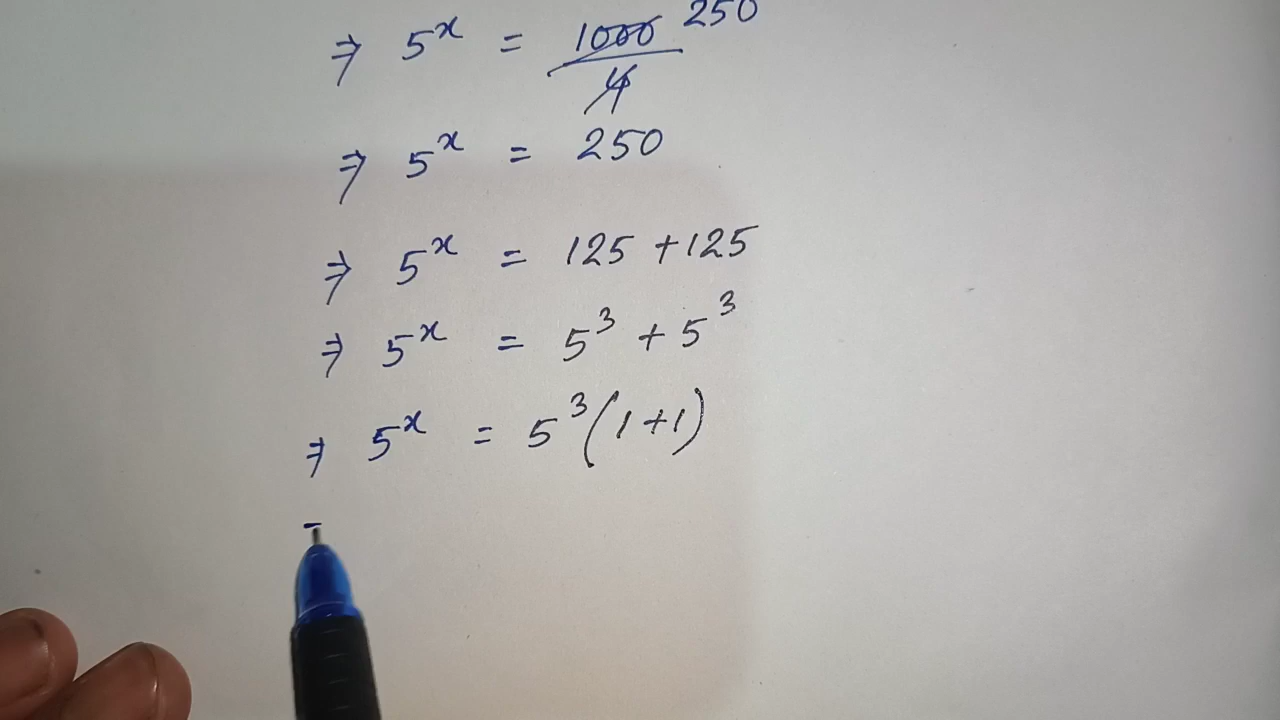 ⇒ 5^x = 1000/4 250
⇒ 5^x = 250
⇒ 5^x = 125 + 125
⇒ 5^x = 5^3 + 5^3
⇒ 5^x = 5^3 (1+1)
-